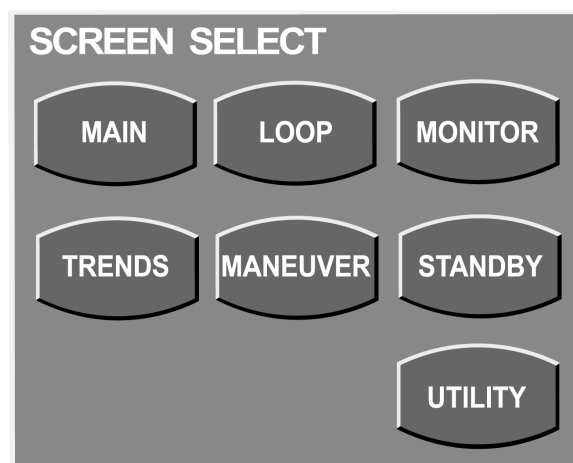 SCREEN SELECT
MAIN LOOP MONITOR
TRENDS MANEUVER STANDBY
UTILITY